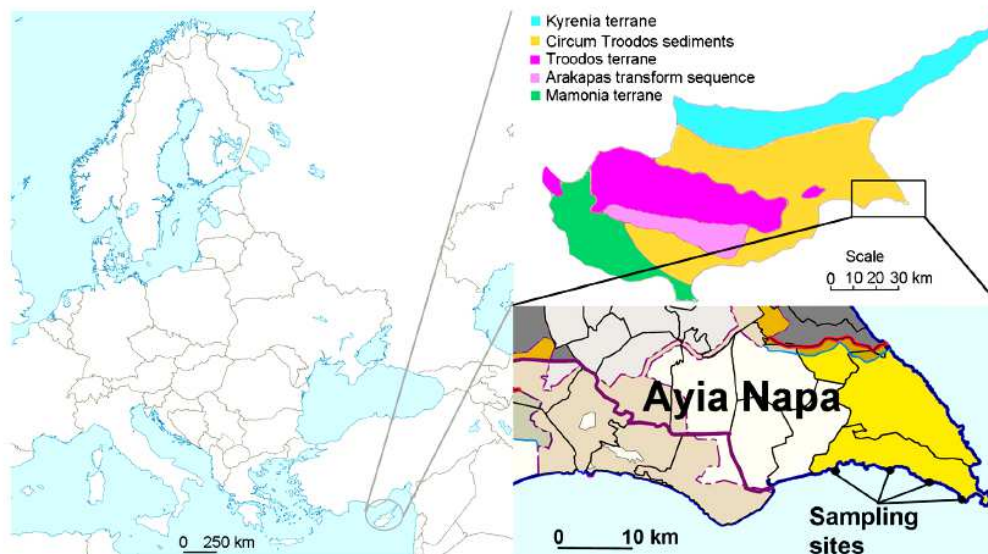 Kyrenia terrane
Circum Troodos sediments
Troodos terrane
Arakapas transform sequence
Mamonia terrane
Scale
0 10 20 30 km
Ayia Napa
Sampling
sites
0 10 km
0 250 km